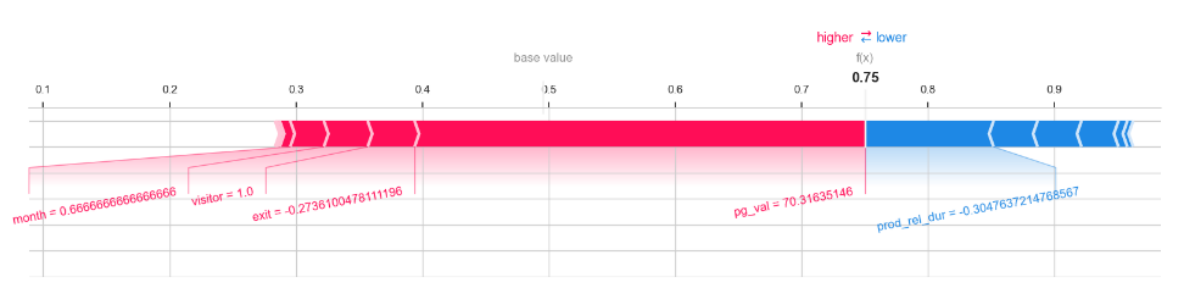 higher ⇄ lower
base value f(x)
0.75
0.1 0.2 0.3 0.4 0.5 0.6 0.7 0.8 0.9
month = 0.6666666666666666
visitor = 1.0
exit = -0.2736100478111196
pg_val = 70.31635146
prod_rel_dur = -0.3047637214768567